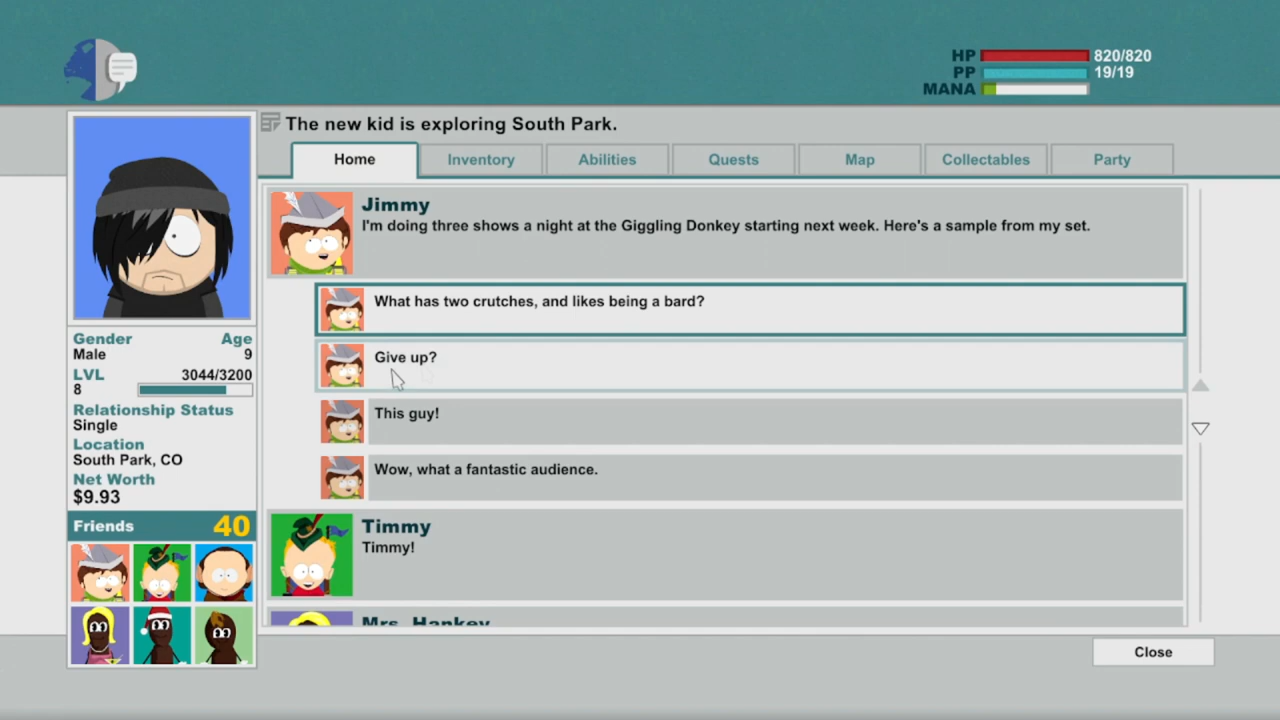 HP 820/820
PP 19/19
MANA
The new kid is exploring South Park.
Home Inventory Abilities Quests Map Collectables Party
Jimmy
I'm doing three shows a night at the Giggling Donkey starting next week. Here's a sample from my set.
What has two crutches, and likes being a bard?
Give up?
This guy!
Wow, what a fantastic audience.
Timmy
Timmy!
Mrs. Hankey
Gender Age
Male 9
LVL 3044/3200
8
Relationship Status
Single
Location
South Park, CO
Net Worth
$9.93
Friends 40
Close